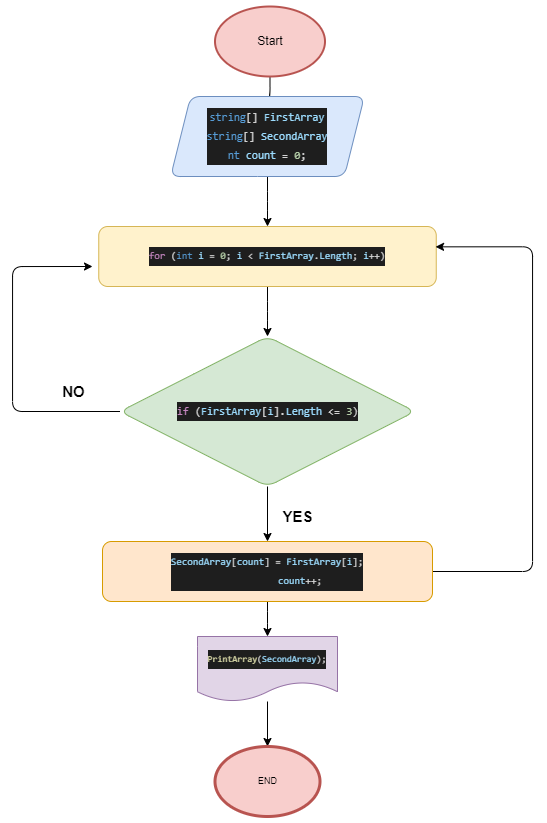 Start
string[] FirstArray
string[] SecondArray
nt count = 0;
for (int i = 0; i < FirstArray.Length; i++)
if (FirstArray[i].Length <= 3)
NO
YES
SecondArray[count] = FirstArray[i];
count++;
PrintArray(SecondArray);
END